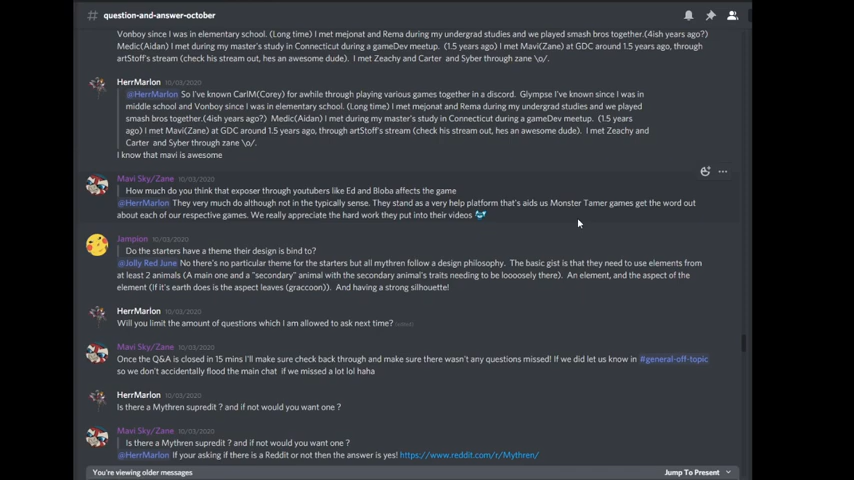 # question-and-answer-october
Vonboy since I was in elementary school. (Long time) I met mejonat and Rema during my undergrad studies and we played smash bros together.(4ish years ago?)
Medic(Aidan) I met during my master's study in Connecticut during a gameDev meetup. (1.5 years ago) I met Mavi(Zane) at GDC around 1.5 years ago, through
artStoff's stream (check his stream out, hes an awesome dude). I met Zeachy and Carter and Syber through zane \o/.
HerrMarlon 10/03/2020
@HerrMarlon So I've known CarlM(Corey) for awhile through playing various games together in a discord. Glympse I've known since I was in
middle school and Vonboy since I was in elementary school. (Long time) I met mejonat and Rema during my undergrad studies and we played
smash bros together.(4ish years ago?) Medic(Aidan) I met during my master's study in Connecticut during a gameDev meetup. (1.5 years
ago) I met Mavi(Zane) at GDC around 1.5 years ago, through artStoff's stream (check his stream out, hes an awesome dude). I met Zeachy and
Carter and Syber through zane \o/.
I know that mavi is awesome
Mavi Sky/Zane 10/03/2020
How much do you think that exposer through youtubers like Ed and Bloba affects the game
@HerrMarlon They very much do although not in the typically sense. They stand as a very help platform that's aids us Monster Tamer games get the word out
about each of our respective games. We really appreciate the hard work they put into their videos
Jampion 10/03/2020
Do the starters have a theme their design is bind to?
@Jolly Red June No there's no particular theme for the starters but all mythren follow a design philosophy. The basic gist is that they need to use elements from
at least 2 animals (A main one and a "secondary" animal with the secondary animal's traits needing to be looosely there). An element, and the aspect of the
element (If it's earth does is the aspect leaves (graccoon)). And having a strong silhouette!
HerrMarlon 10/03/2020
Will you limit the amount of questions which I am allowed to ask next time? (edited)
Mavi Sky/Zane 10/03/2020
Once the Q&A is closed in 15 mins I'll make sure check back through and make sure there wasn't any questions missed! If we did let us know in #general-off-topic
so we don't accidentally flood the main chat if we missed a lot lol haha
HerrMarlon 10/03/2020
Is there a Mythren supredit ? and if not would you want one ?
Mavi Sky/Zane 10/03/2020
Is there a Mythren supredit ? and if not would you want one ?
@HerrMarlon If your asking if there is a Reddit or not then the answer is yes! https://www.reddit.com/r/Mythren/
You're viewing older messages
Jump To Present